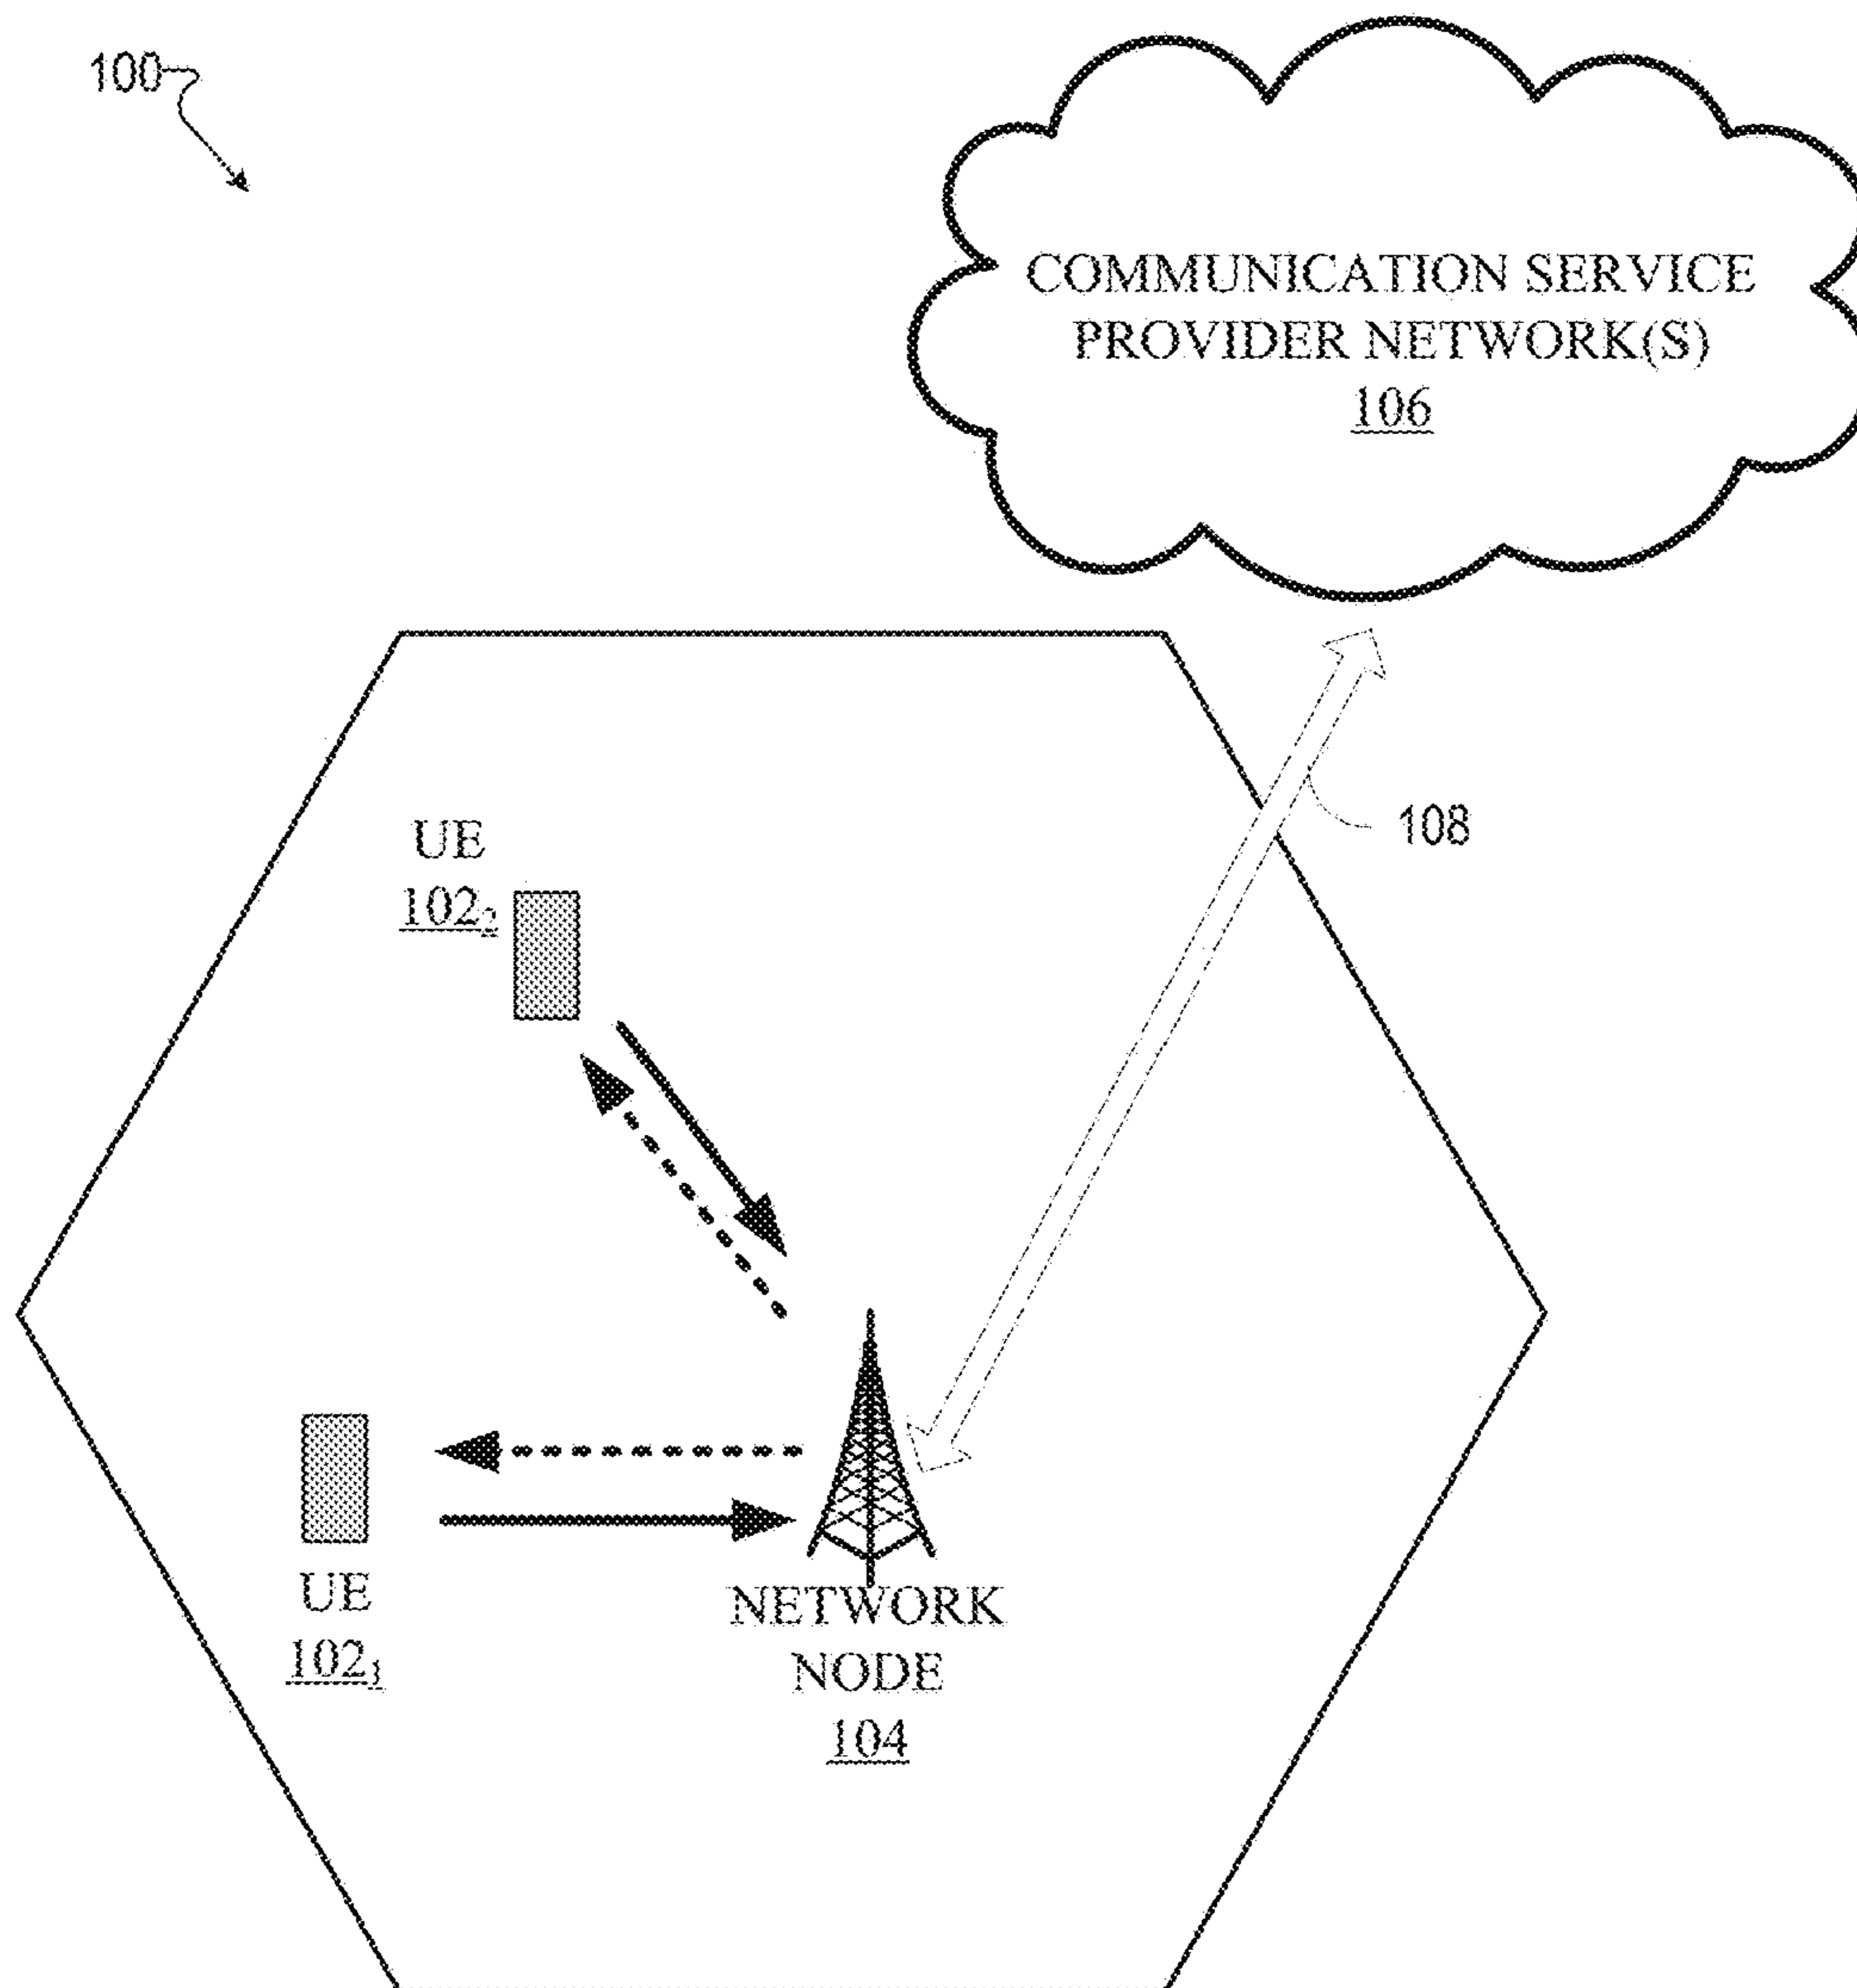 100
COMMUNICATION SERVICE
PROVIDER NETWORK(S)
106
108
UE
102₂
UE
102₁
NETWORK
NODE
104